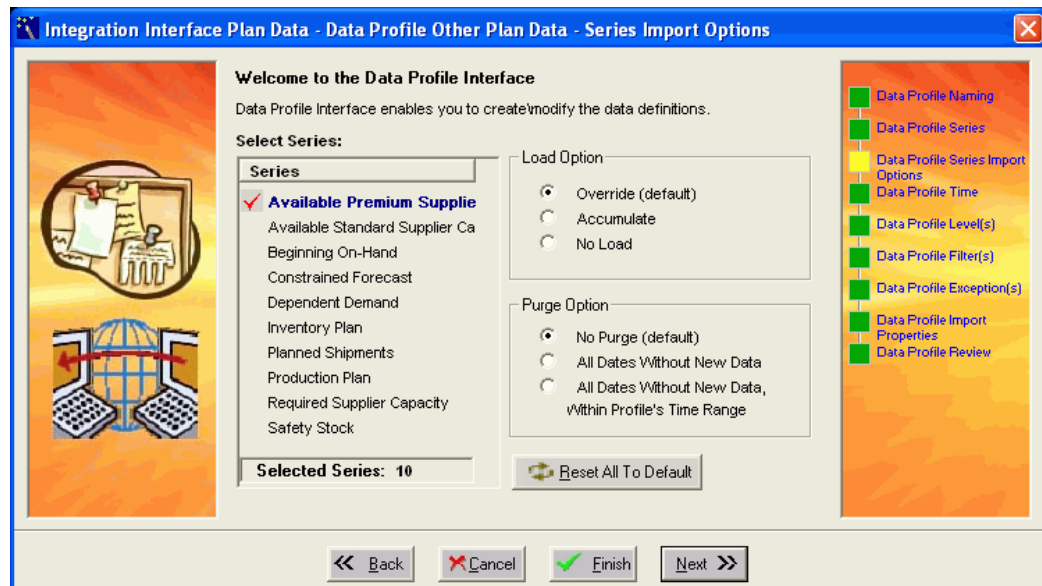 Integration Interface Plan Data - Data Profile Other Plan Data - Series Import Options
Welcome to the Data Profile Interface
Data Profile Interface enables you to create\modify the data definitions.
Select Series:
Series
Available Premium Supplie
Available Standard Supplier Ca
Beginning On-Hand
Constrained Forecast
Dependent Demand
Inventory Plan
Planned Shipments
Production Plan
Required Supplier Capacity
Safety Stock
Selected Series: 10
Load Option
Override (default)
Accumulate
No Load
Purge Option
No Purge (default)
All Dates Without New Data
All Dates Without New Data,
Within Profile's Time Range
Reset All To Default
Data Profile Naming
Data Profile Series
Data Profile Series Import
Options
Data Profile Time
Data Profile Level(s)
Data Profile Filter(s)
Data Profile Exception(s)
Data Profile Import
Properties
Data Profile Review
Back
Cancel
Finish
Next